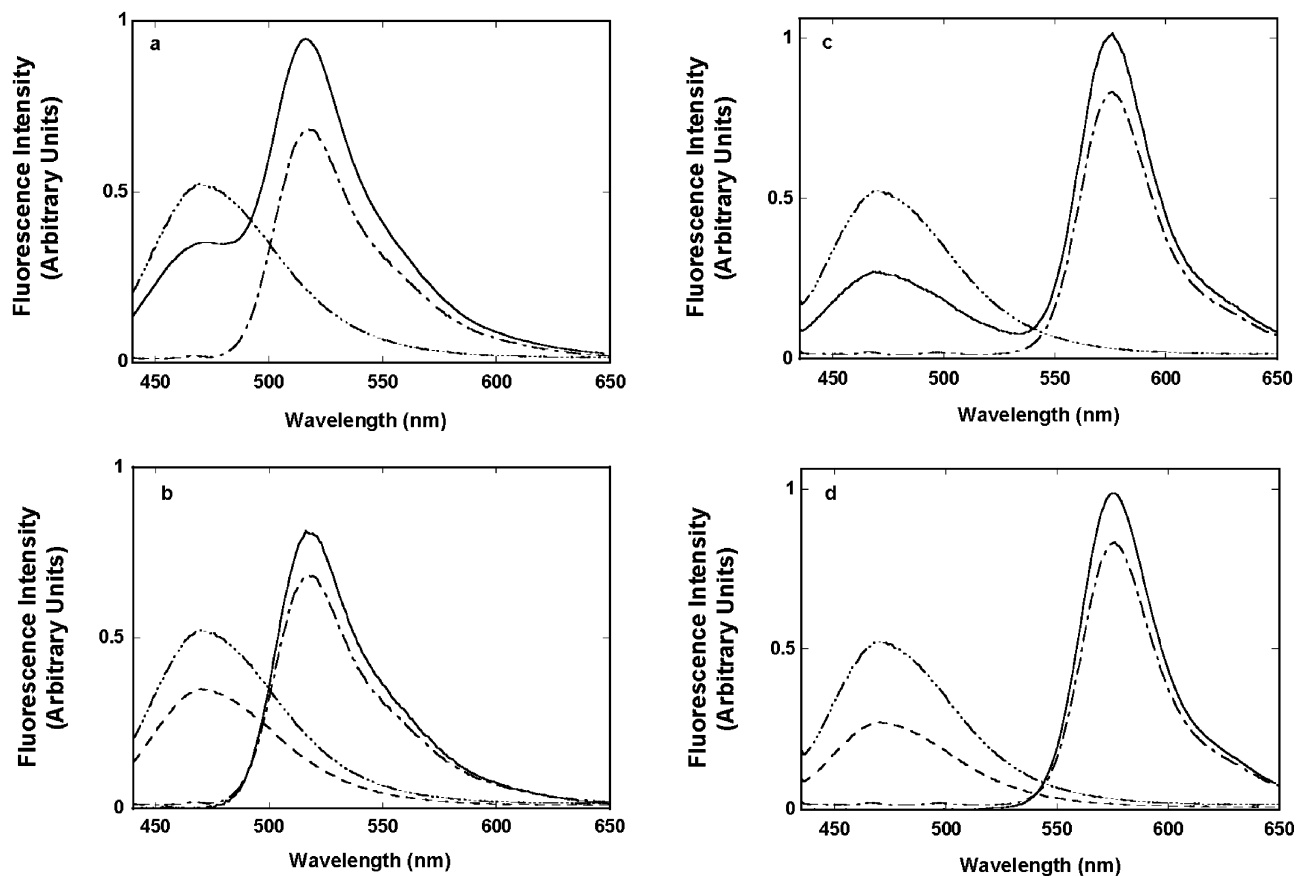 a
1
0.5
0
450 500 550 600 650
Wavelength (nm)
Fluorescence Intensity
(Arbitrary Units)
c
1
0.5
0
450 500 550 600 650
Wavelength (nm)
Fluorescence Intensity
(Arbitrary Units)
b
1
0.5
0
450 500 550 600 650
Wavelength (nm)
Fluorescence Intensity
(Arbitrary Units)
d
1
0.5
0
450 500 550 600 650
Wavelength (nm)
Fluorescence Intensity
(Arbitrary Units)